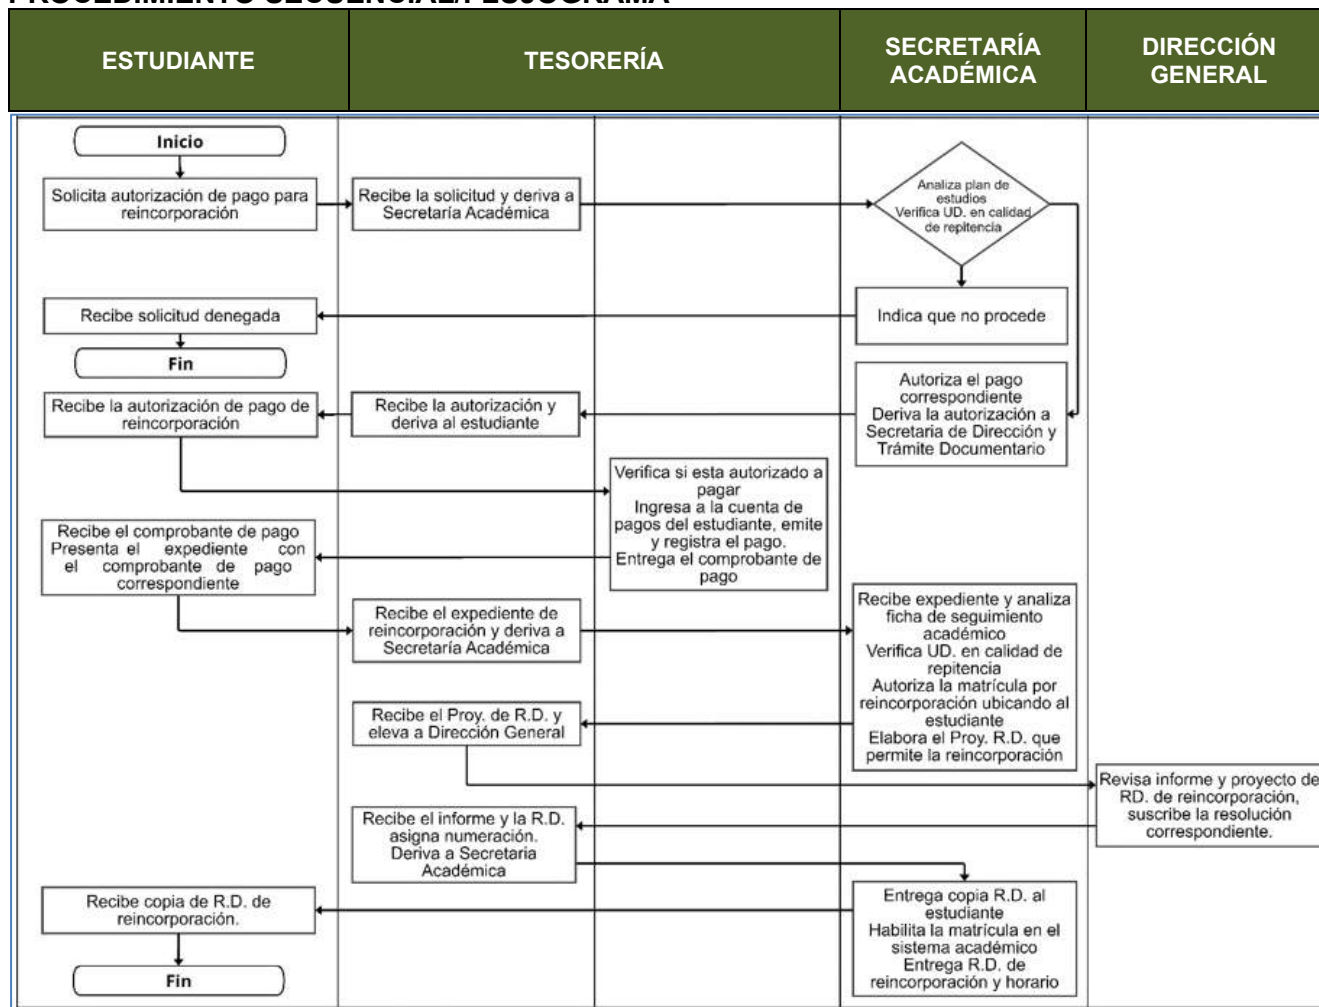 PROCEDIMIENTO SECUENCIAL/FLUJOGRAMA
ESTUDIANTE
TESORERÍA
SECRETARÍA
ACADÉMICA
DIRECCIÓN
GENERAL
Inicio
Solicita autorización de pago para
reincorporación
Recibe la solicitud y deriva a
Secretaría Académica
Analiza plan de
estudios
Verifica UD. en calidad
de repitencia
Recibe solicitud denegada
Indica que no procede
Fin
Recibe la autorización de pago de
reincorporación
Recibe la autorización y
deriva al estudiante
Autoriza el pago
correspondiente
Deriva la autorización a
Secretaria de Dirección y
Trámite Documentario
Verifica si esta autorizado a
pagar
Ingresa a la cuenta de
pagos del estudiante, emite
y registra el pago.
Entrega el comprobante de
pago
Recibe el comprobante de pago
Presenta el expediente con
el comprobante de pago
correspondiente
Recibe el expediente de
reincorporación y deriva a
Secretaría Académica
Recibe expediente y analiza
ficha de seguimiento
académico
Verifica UD. en calidad de
repitencia
Autoriza la matrícula por
reincorporación ubicando al
estudiante
Elabora el Proy. R.D. que
permite la reincorporación
Recibe el Proy. de R.D. y
eleva a Dirección General
Revisa informe y proyecto de
RD. de reincorporación,
suscribe la resolución
correspondiente.
Recibe el informe y la R.D.
asigna numeración.
Deriva a Secretaria
Académica
Recibe copia de R.D. de
reincorporación.
Entrega copia R.D. al
estudiante
Habilita la matrícula en el
sistema académico
Entrega R.D. de
reincorporación y horario
Fin